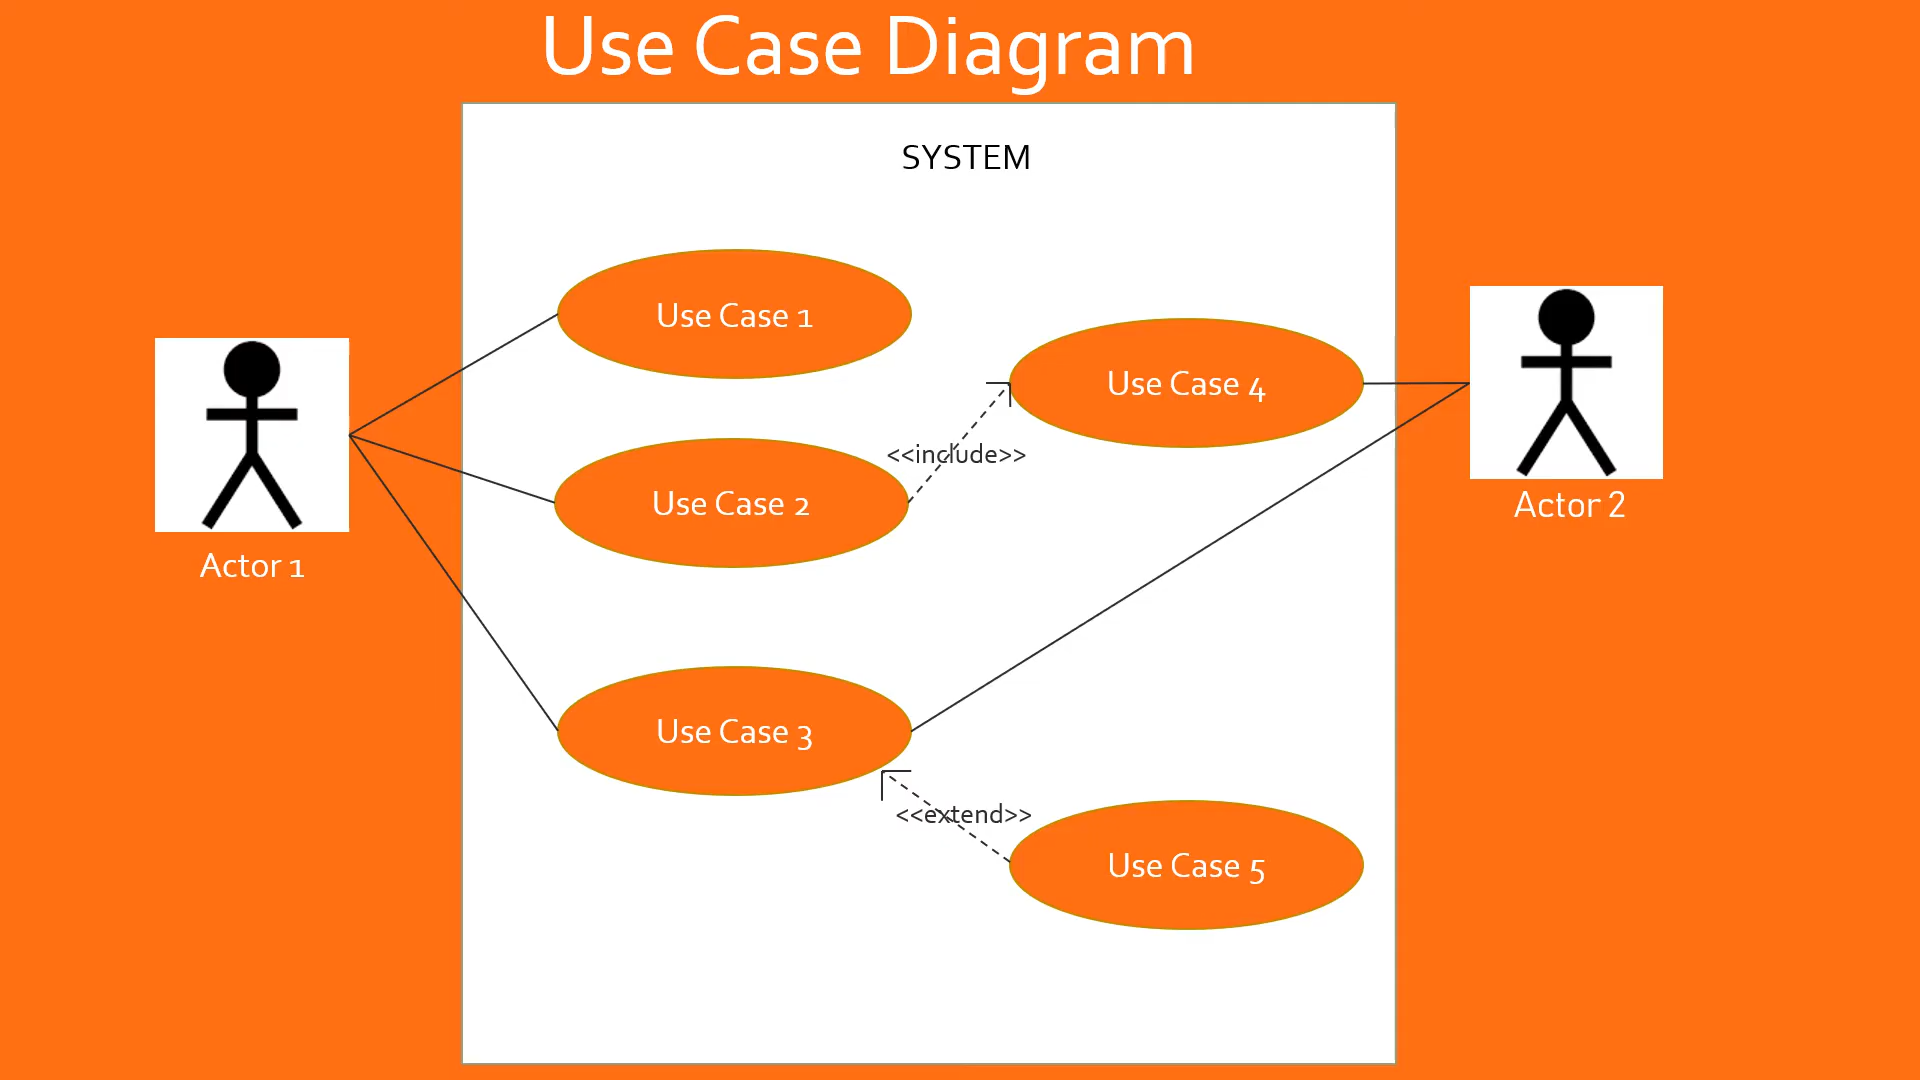 Use Case Diagram
SYSTEM
Use Case 1
Use Case 4
<<include>>
Use Case 2
Actor 2
Actor 1
Use Case 3
<<extend>>
Use Case 5